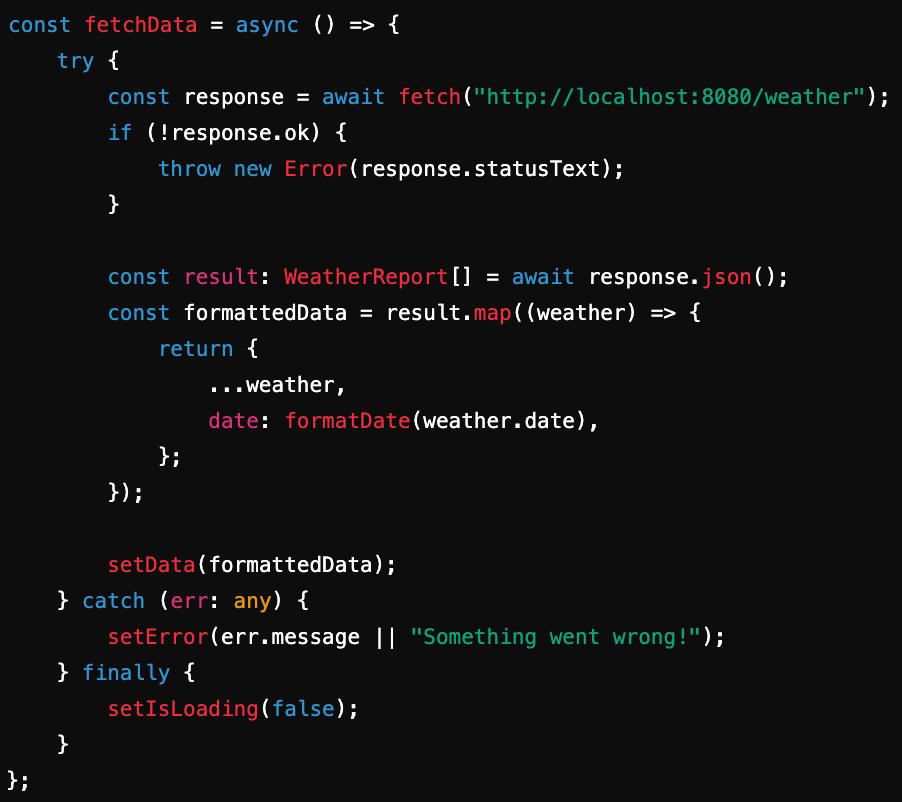 const fetchData = async () => {
    try {
        const response = await fetch("http://localhost:8080/weather");
        if (!response.ok) {
            throw new Error(response.statusText);
        }

        const result: WeatherReport[] = await response.json();
        const formattedData = result.map((weather) => {
            return {
                ...weather,
                date: formatDate(weather.date),
            };
        });

        setData(formattedData);
    } catch (err: any) {
        setError(err.message || "Something went wrong!");
    } finally {
        setIsLoading(false);
    }
};